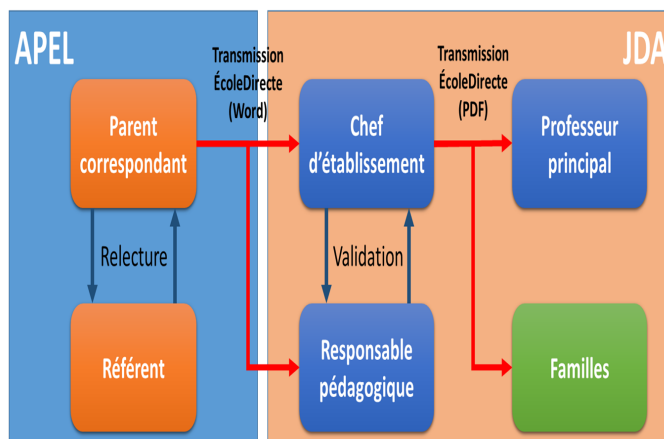 APEL
JDA
Transmission
ÉcoleDirecte
(Word)
Transmission
ÉcoleDirecte
(PDF)
Parent
correspondant
Chef
d'établissement
Professeur
principal
Relecture
Validation
Référent
Responsable
pédagogique
Familles